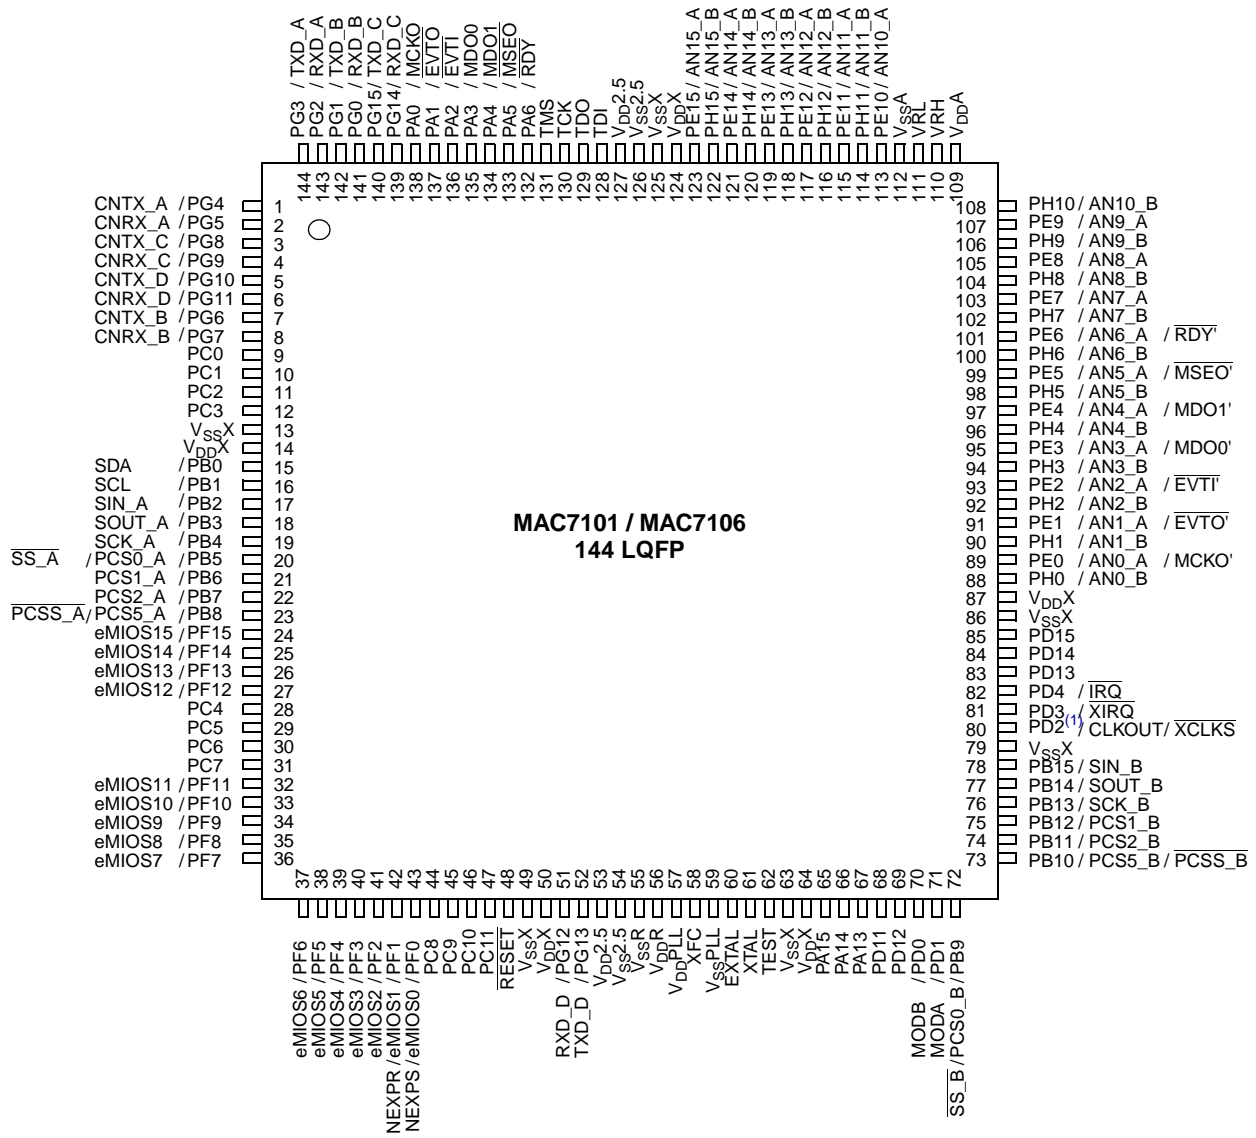 PG3 / TXD_A
PG2 / RXD_A
PG1 / TXD_B
PG0 / RXD_B
PG15 / TXD_C
PG14 / RXD_C
PA0 / MCKO
PA1 / EVTO
PA2 / EVTI
PA3 / MDO0
PA4 / MDO1
PA5 / MSEO
PA6 / RDY
TMS
TCK
TDO
TDI
VDD2.5
VSS2.5
VSSX
VDDX
PE15 / AN15_A
PH15 / AN15_B
PE14 / AN14_A
PH14 / AN14_B
PE13 / AN13_A
PH13 / AN13_B
PE12 / AN12_A
PH12 / AN12_B
PE11 / AN11_A
PH11 / AN11_B
PE10 / AN10_A
VSSA
VRL
VRH
VDDA
144 143 142 141 140 139 138 137 136 135 134 133 132 131 130 129 128 127 126 125 124 123 122 121 120 119 118 117 116 115 114 113 112 111 110 109
CNTX_A / PG4 1
CNRX_A / PG5 2
CNTX_C / PG8 3
CNRX_C / PG9 4
CNTX_D / PG10 5
CNRX_D / PG11 6
CNTX_B / PG6 7
CNRX_B / PG7 8
PC0 9
PC1 10
PC2 11
PC3 12
VSSX 13
VDDX 14
SDA / PB0 15
SCL / PB1 16
SIN_A / PB2 17
SOUT_A / PB3 18
SCK_A / PB4 19
SS_A / PCS0_A / PB5 20
PCS1_A / PB6 21
PCS2_A / PB7 22
PCSS_A / PCS5_A / PB8 23
eMIOS15 / PF15 24
eMIOS14 / PF14 25
eMIOS13 / PF13 26
eMIOS12 / PF12 27
PC4 28
PC5 29
PC6 30
PC7 31
eMIOS11 / PF11 32
eMIOS10 / PF10 33
eMIOS9 / PF9 34
eMIOS8 / PF8 35
eMIOS7 / PF7 36
MAC7101 / MAC7106
144 LQFP
108 PH10 / AN10_B
107 PE9 / AN9_A
106 PH9 / AN9_B
105 PE8 / AN8_A
104 PH8 / AN8_B
103 PE7 / AN7_A
102 PH7 / AN7_B
101 PE6 / AN6_A / RDY'
100 PH6 / AN6_B
99 PE5 / AN5_A / MSEO'
98 PH5 / AN5_B
97 PE4 / AN4_A / MDO1'
96 PH4 / AN4_B
95 PE3 / AN3_A / MDO0'
94 PH3 / AN3_B
93 PE2 / AN2_A / EVTI'
92 PH2 / AN2_B
91 PE1 / AN1_A / EVTO'
90 PH1 / AN1_B
89 PE0 / AN0_A / MCKO'
88 PH0 / AN0_B
87 VDDX
86 VSSX
85 PD15
84 PD14
83 PD13
82 PD4 / IRQ
81 PD3 / XIRQ
80 PD2(1) / CLKOUT / XCLKS
79 VSSX
78 PB15 / SIN_B
77 PB14 / SOUT_B
76 PB13 / SCK_B
75 PB12 / PCS1_B
74 PB11 / PCS2_B
73 PB10 / PCS5_B / PCSS_B
37 38 39 40 41 42 43 44 45 46 47 48 49 50 51 52 53 54 55 56 57 58 59 60 61 62 63 64 65 66 67 68 69 70 71 72
eMIOS6 / PF6
eMIOS5 / PF5
eMIOS4 / PF4
eMIOS3 / PF3
eMIOS2 / PF2
NEXPR / eMIOS1 / PF1
NEXPS / eMIOS0 / PF0
PC8
PC9
PC10
PC11
RESET
VSSX
VDDX
RXD_D / PG12
TXD_D / PG13
VDD2.5
VSS2.5
VSSR
VDDR
VDDPLL
XFC
VSSPLL
EXTAL
XTAL
TEST
VSSX
VDDX
PA15
PA14
PA13
PD11
PD12
MODB / PD0
MODA / PD1
SS_B / PCS0_B / PB9